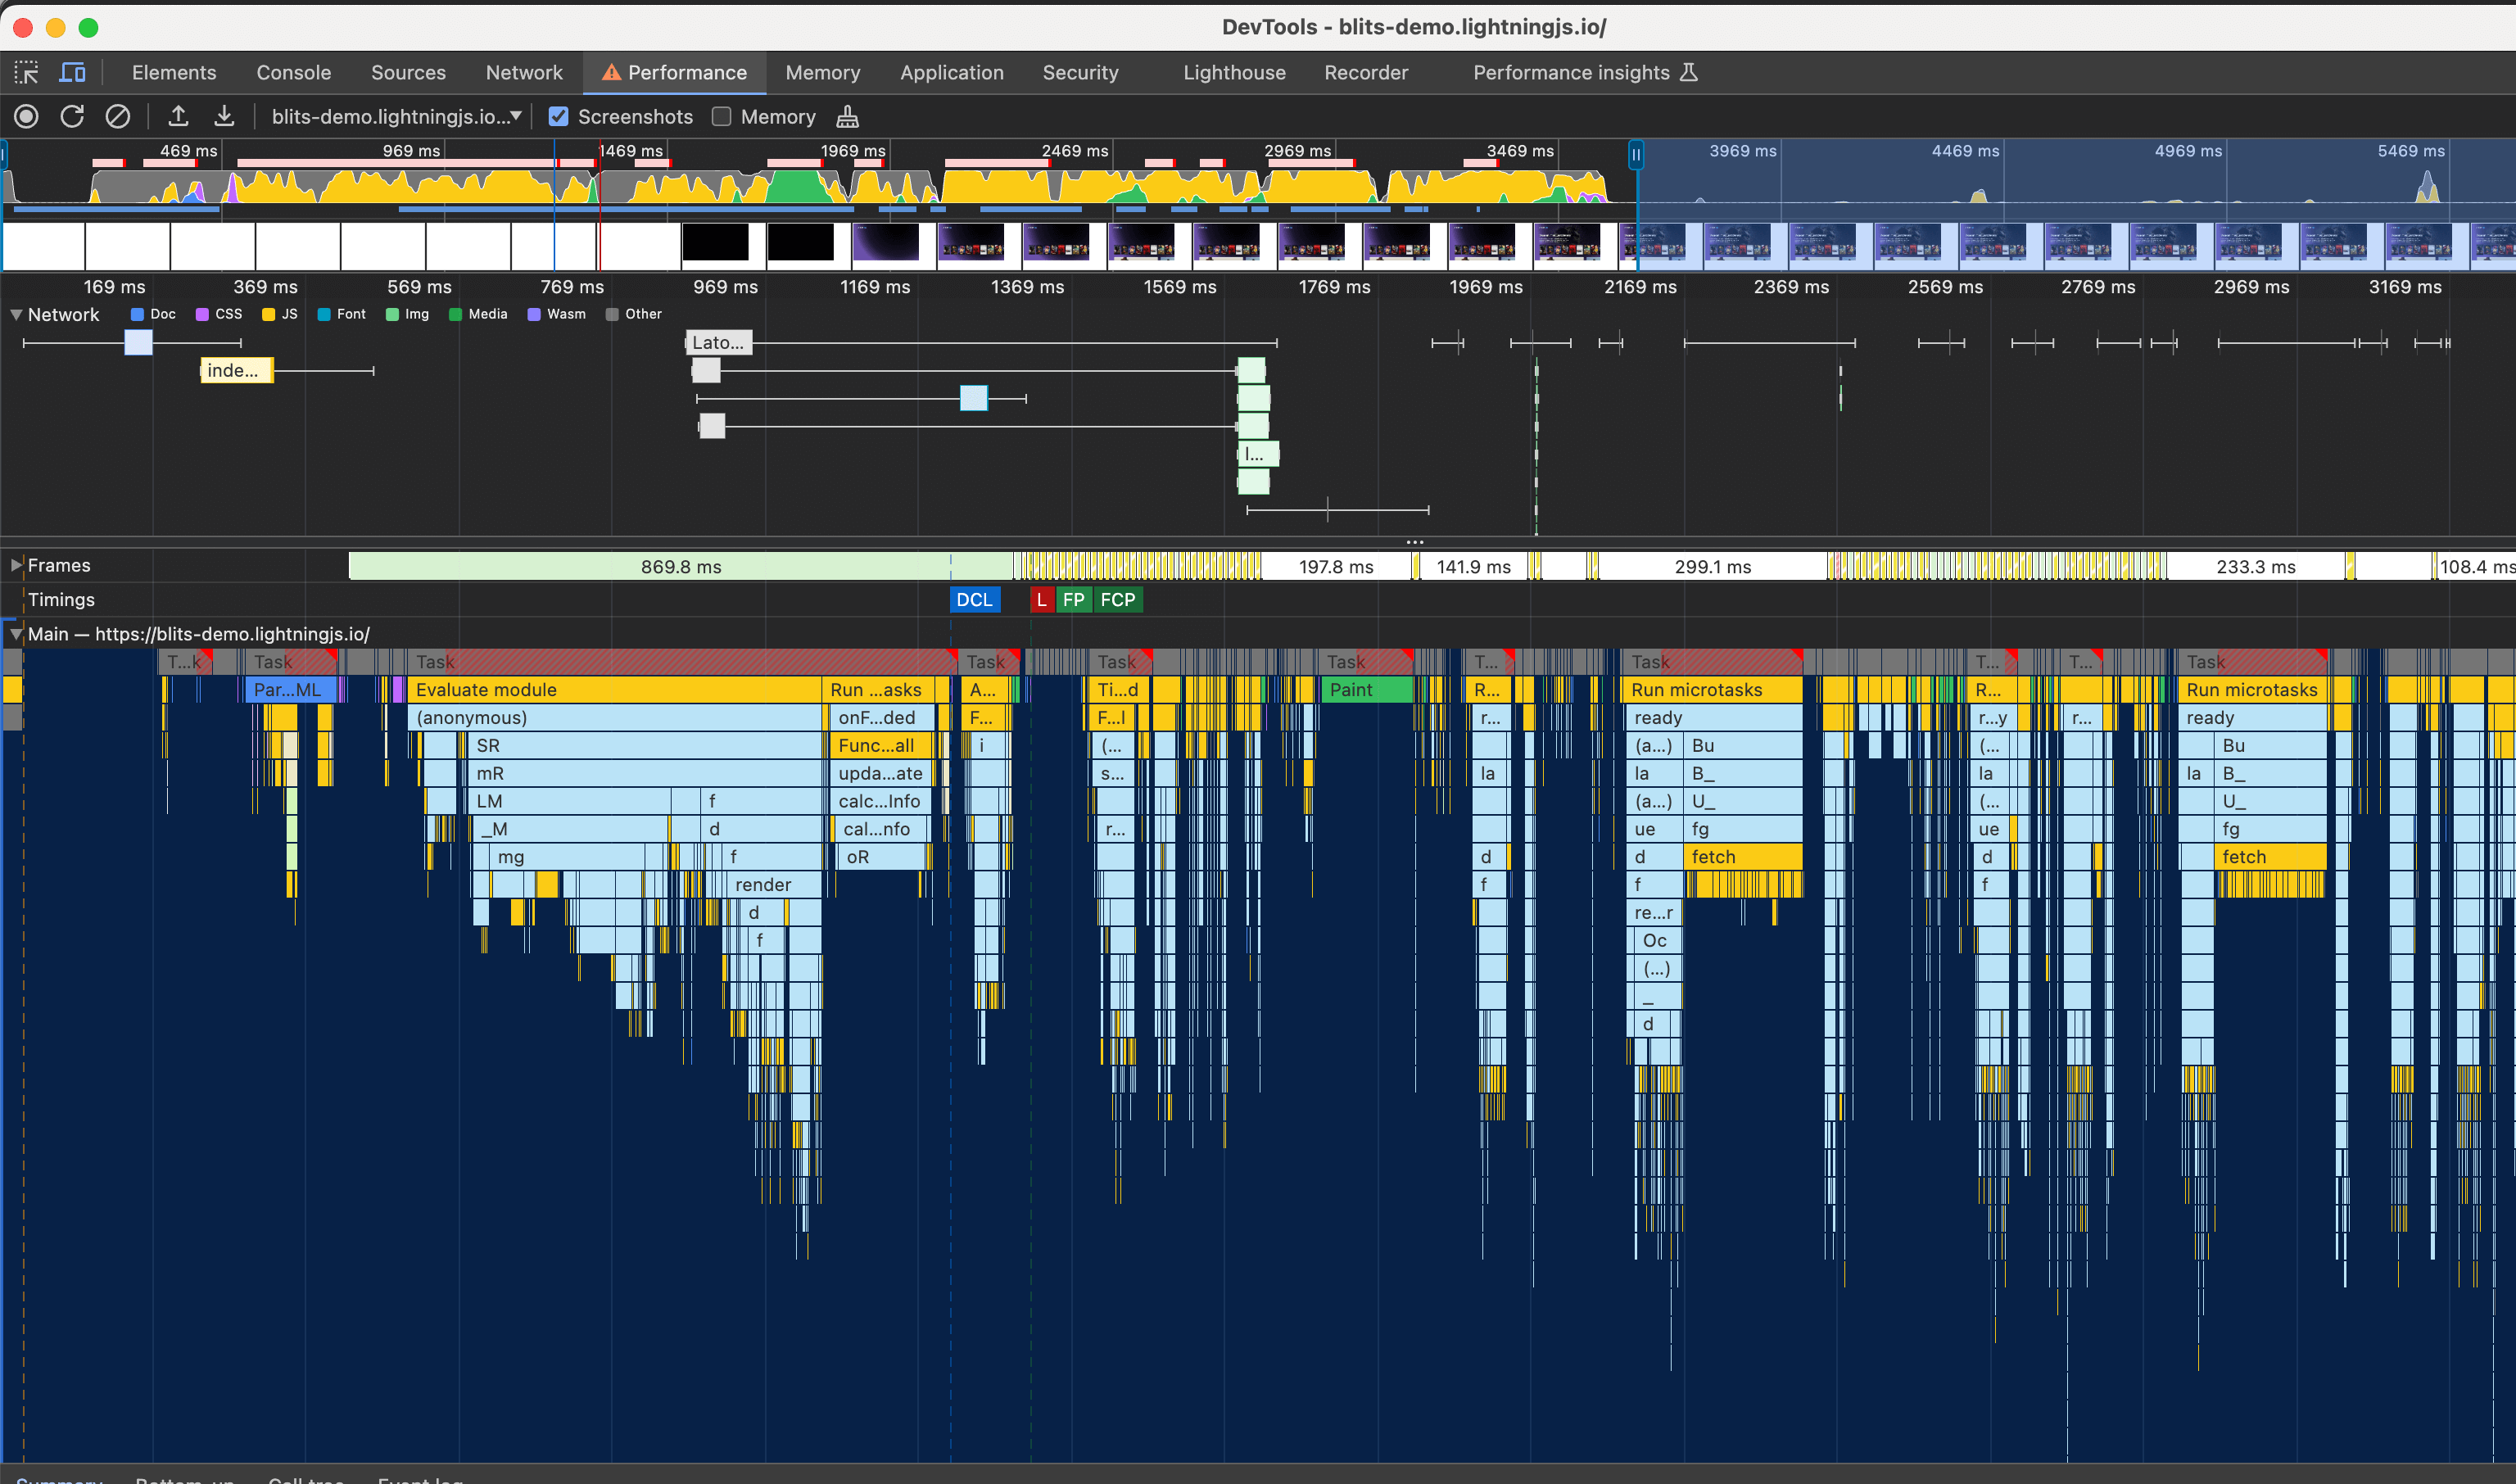 DevTools - blits-demo.lightningjs.io/
Elements Console Sources Network Performance Memory Application Security Lighthouse Recorder Performance insights
blits-demo.lightningjs.io...▼ Screenshots Memory
469 ms 969 ms 1469 ms 1969 ms 2469 ms 2969 ms 3469 ms 3969 ms 4469 ms 4969 ms 5469 ms
169 ms 369 ms 569 ms 769 ms 969 ms 1169 ms 1369 ms 1569 ms 1769 ms 1969 ms 2169 ms 2369 ms 2569 ms 2769 ms 2969 ms 3169 ms
Network Doc CSS JS Font Img Media Wasm Other
Lato...
inde...
l...
...
Frames 869.8 ms 197.8 ms 141.9 ms 299.1 ms 233.3 ms 108.4 ms
Timings DCL L FP FCP
Main — https://blits-demo.lightningjs.io/
T...k Task Task Task Task Task T... Task T... T... Task
Par...ML Evaluate module Run ...asks A... Ti...d Paint R... Run microtasks R... Run microtasks
(anonymous) onF...ded F... F...l r... ready r...y r... ready
SR Func...all i (... (a...) Bu (... Bu
mR upda...ate s... la la B_ la la B_
LM f calc...Info (a...) U_ (... U_
_M d cal...nfo r... ue fg ue fg
mg f oR d d fetch d fetch
render f f f
d re...r
f Oc
(...)
_
d
Summary Bottom-up Call tree Event log